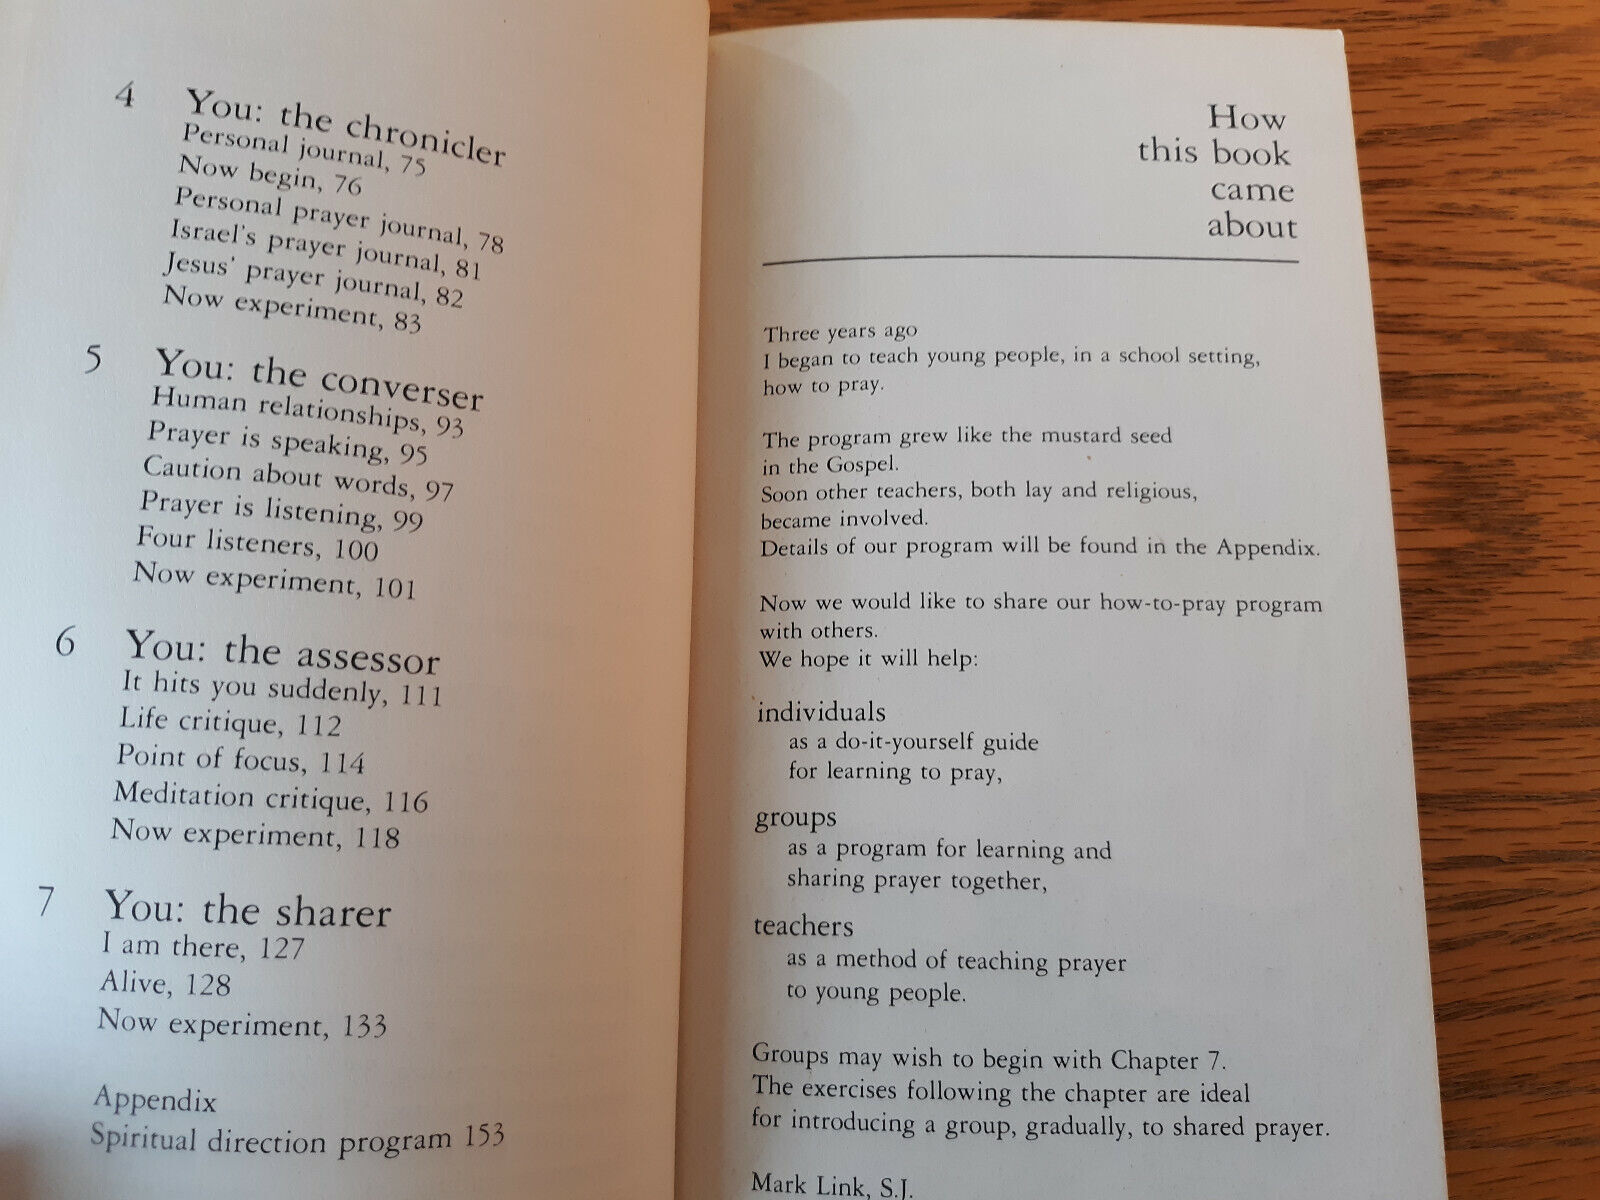 4 You: the chronicler
Personal journal, 75
Now begin, 76
Personal prayer journal, 78
Israel's prayer journal, 81
Jesus' prayer journal, 82
Now experiment, 83
5 You: the converser
Human relationships, 93
Prayer is speaking, 95
Caution about words, 97
Prayer is listening, 99
Four listeners, 100
Now experiment, 101
6 You: the assessor
It hits you suddenly, 111
Life critique, 112
Point of focus, 114
Meditation critique, 116
Now experiment, 118
7 You: the sharer
I am there, 127
Alive, 128
Now experiment, 133
Appendix
Spiritual direction program 153
How
this book
came
about
Three years ago
I began to teach young people, in a school setting,
how to pray.
The program grew like the mustard seed
in the Gospel.
Soon other teachers, both lay and religious,
became involved.
Details of our program will be found in the Appendix.
Now we would like to share our how-to-pray program
with others.
We hope it will help:
individuals
as a do-it-yourself guide
for learning to pray,
groups
as a program for learning and
sharing prayer together,
teachers
as a method of teaching prayer
to young people.
Groups may wish to begin with Chapter 7.
The exercises following the chapter are ideal
for introducing a group, gradually, to shared prayer.
Mark Link, S.J.